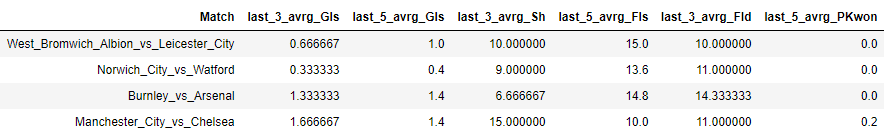 Match last_3_avrg_Gls last_5_avrg_Gls last_3_avrg_Sh last_5_avrg_Fls last_3_avrg_Fld last_5_avrg_PKwon
West_Bromwich_Albion_vs_Leicester_City 0.666667 1.0 10.000000 15.0 10.000000 0.0
Norwich_City_vs_Watford 0.333333 0.4 9.000000 13.6 11.000000 0.0
Burnley_vs_Arsenal 1.333333 1.4 6.666667 14.8 14.333333 0.0
Manchester_City_vs_Chelsea 1.666667 1.4 15.000000 10.0 11.000000 0.2